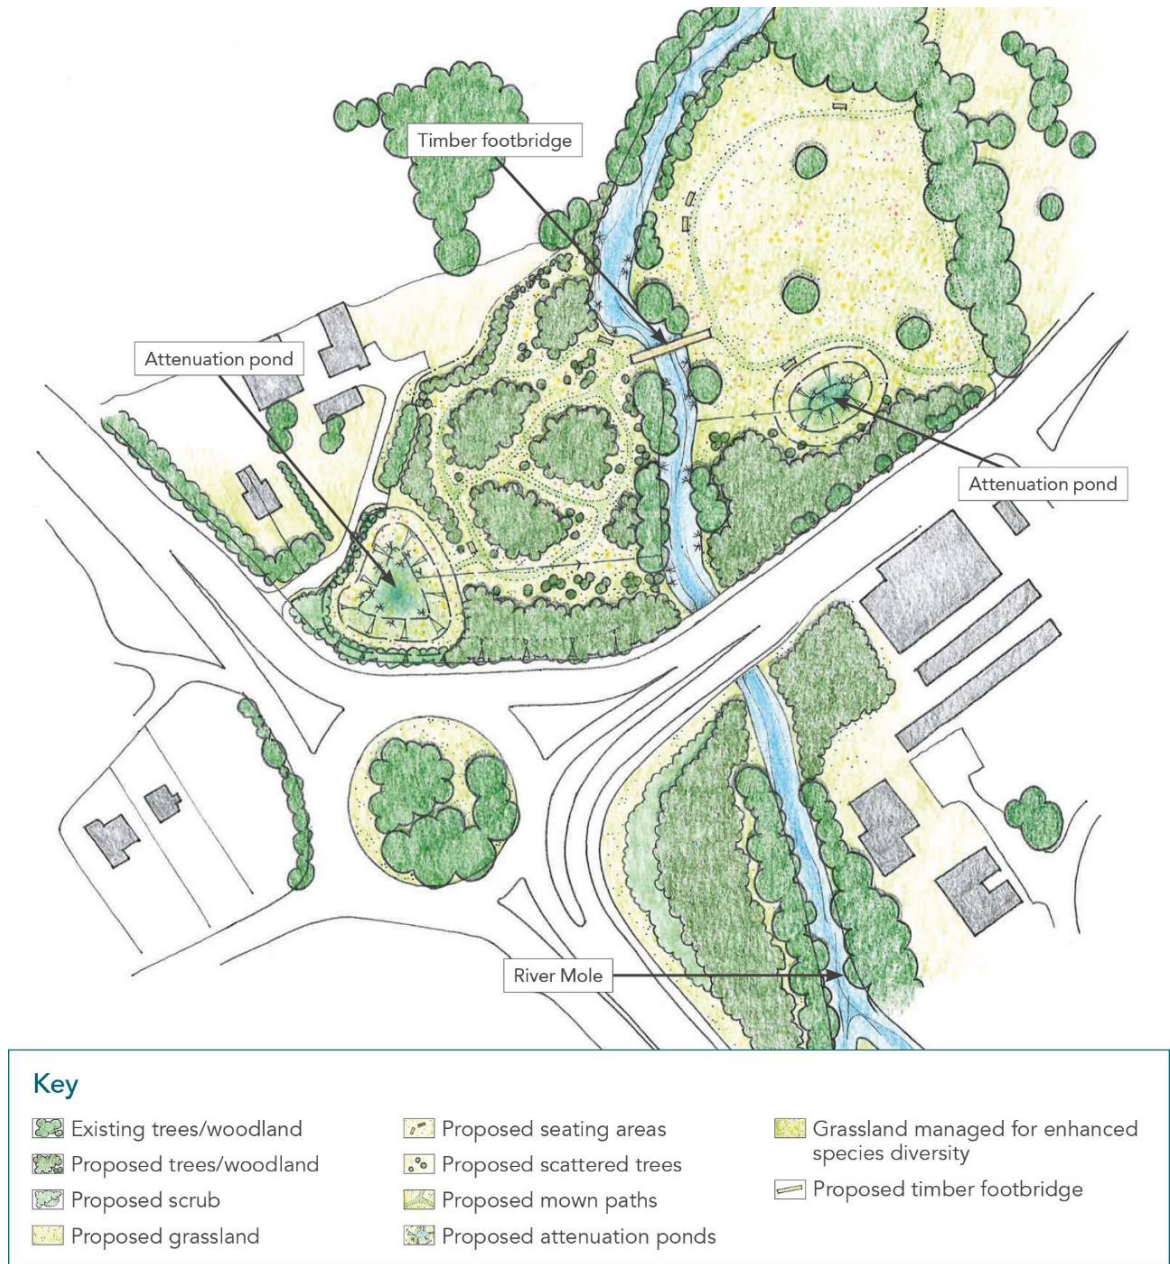 Timber footbridge
Attenuation pond
Attenuation pond
River Mole
Key
Existing trees/woodland
Proposed trees/woodland
Proposed scrub
Proposed grassland
Proposed seating areas
Proposed scattered trees
Proposed mown paths
Proposed attenuation ponds
Grassland managed for enhanced
species diversity
Proposed timber footbridge